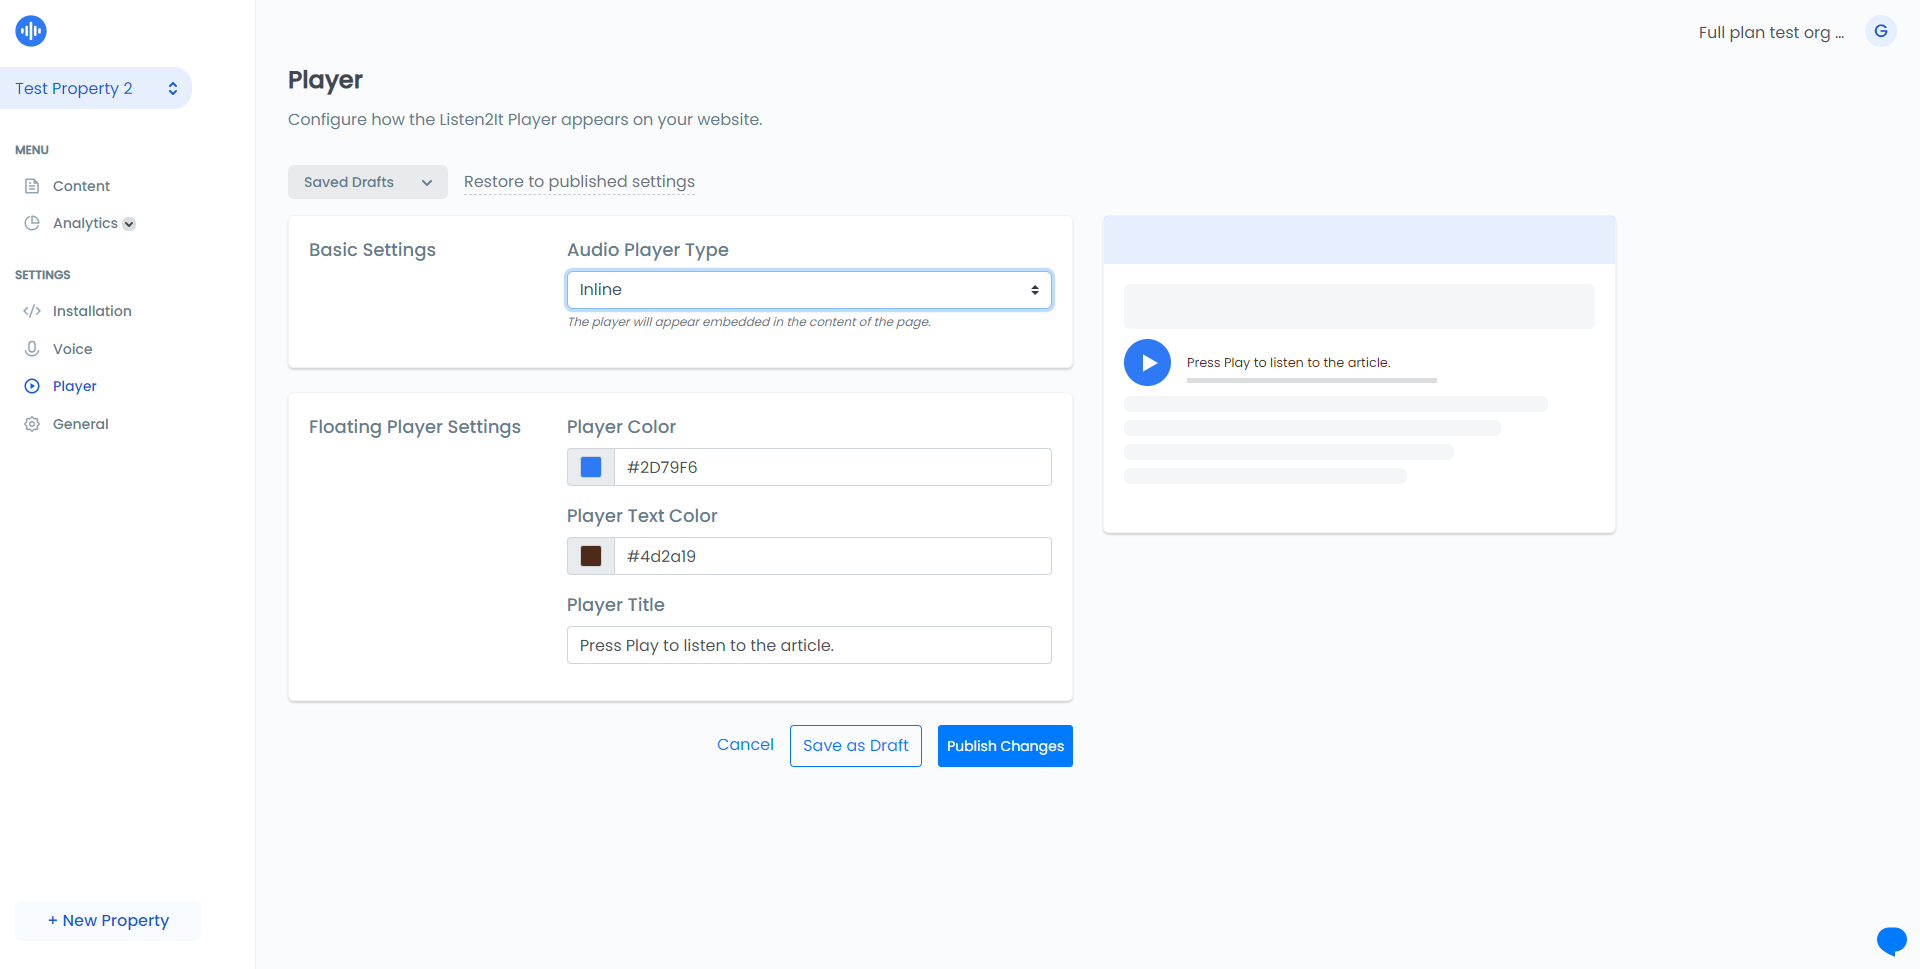 Full plan test org ...
G
Test Property 2
MENU
Content
Analytics
SETTINGS
Installation
Voice
Player
General
+ New Property
Player
Configure how the Listen2It Player appears on your website.
Saved Drafts
Restore to published settings
Basic Settings
Audio Player Type
Inline
The player will appear embedded in the content of the page.
Floating Player Settings
Player Color
#2D79F6
Player Text Color
#4d2a19
Player Title
Press Play to listen to the article.
Cancel
Save as Draft
Publish Changes
Press Play to listen to the article.